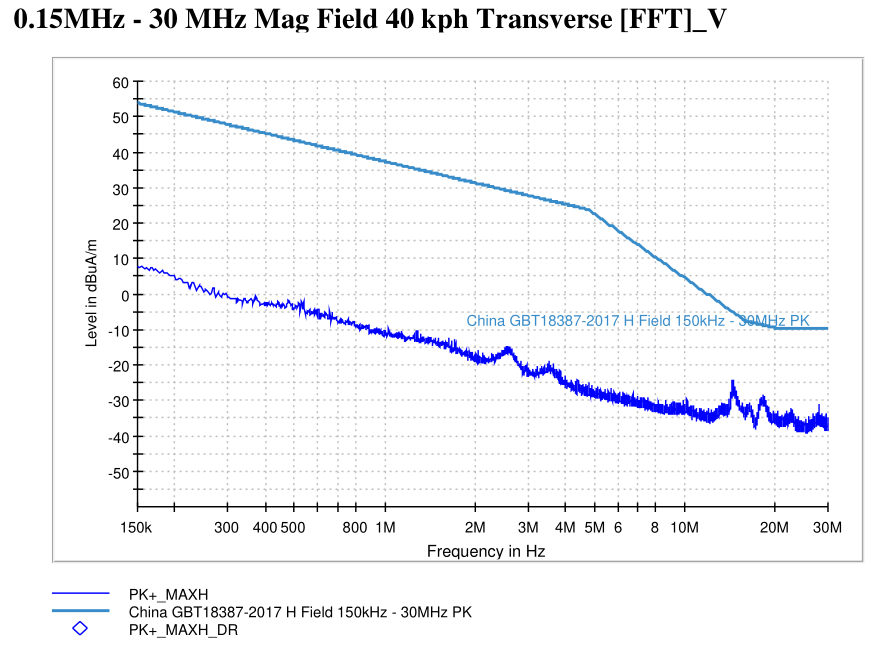 0.15MHz - 30 MHz Mag Field 40 kph Transverse [FFT]_V
60
50
40
30
20
10
0
-10
-20
-30
-40
-50
Level in dBuA/m
China GBT18387-2017 H Field 150kHz - 30MHz PK
150k 300 400 500 800 1M 2M 3M 4M 5M 6 8 10M 20M 30M
Frequency in Hz
PK+_MAXH
China GBT18387-2017 H Field 150kHz - 30MHz PK
PK+_MAXH_DR